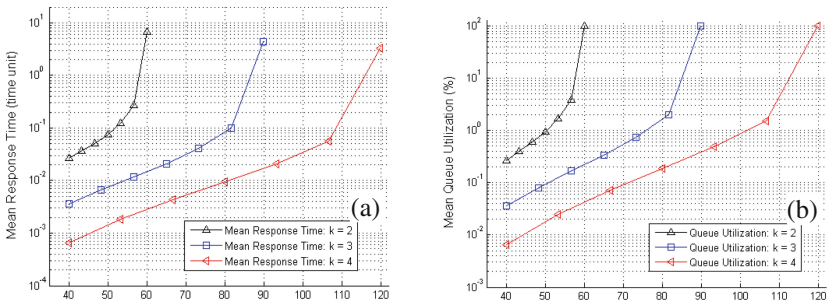 Mean Response Time (time unit)
10^1
10^0
10^-1
10^-2
10^-3
10^-4
40 50 60 70 80 90 100 110 120
(a)
Mean Response Time: k = 2
Mean Response Time: k = 3
Mean Response Time: k = 4
Mean Queue Utilization (%)
10^2
10^1
10^0
10^-1
10^-2
10^-3
40 50 60 70 80 90 100 110 120
(b)
Queue Utilization: k = 2
Queue Utilization: k = 3
Queue Utilization: k = 4